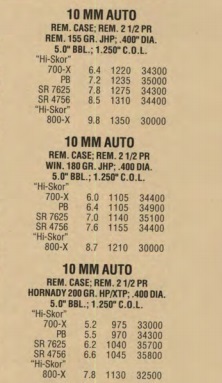 10 MM AUTO
REM. CASE; REM. 2 1/2 PR
REM. 155 GR. JHP; .400" DIA.
5.0" BBL.; 1.250" C.O.L.
"Hi-Skor"
700-X 6.4 1220 34300
PB 7.2 1235 35000
SR 7625 7.8 1275 34300
SR 4756 8.5 1310 34400
"Hi-Skor"
800-X 9.8 1350 30000
10 MM AUTO
REM. CASE; REM. 2 1/2 PR
WIN. 180 GR. JHP; .400 DIA.
5.0" BBL.; 1.250" C.O.L.
"Hi-Skor"
700-X 6.0 1105 34400
PB 6.4 1105 34900
SR 7625 7.0 1140 35100
SR 4756 7.6 1155 34400
"Hi-Skor"
800-X 8.7 1210 30000
10 MM AUTO
REM. CASE; REM. 2 1/2 PR
HORNADY 200 GR. HP/XTP; .400 DIA.
5.0" BBL.; 1.250" C.O.L.
"Hi-Skor"
700-X 5.2 975 33000
PB 5.5 970 34300
SR 7625 6.2 1040 35700
SR 4756 6.6 1045 35800
"Hi-Skor"
800-X 7.8 1130 32500